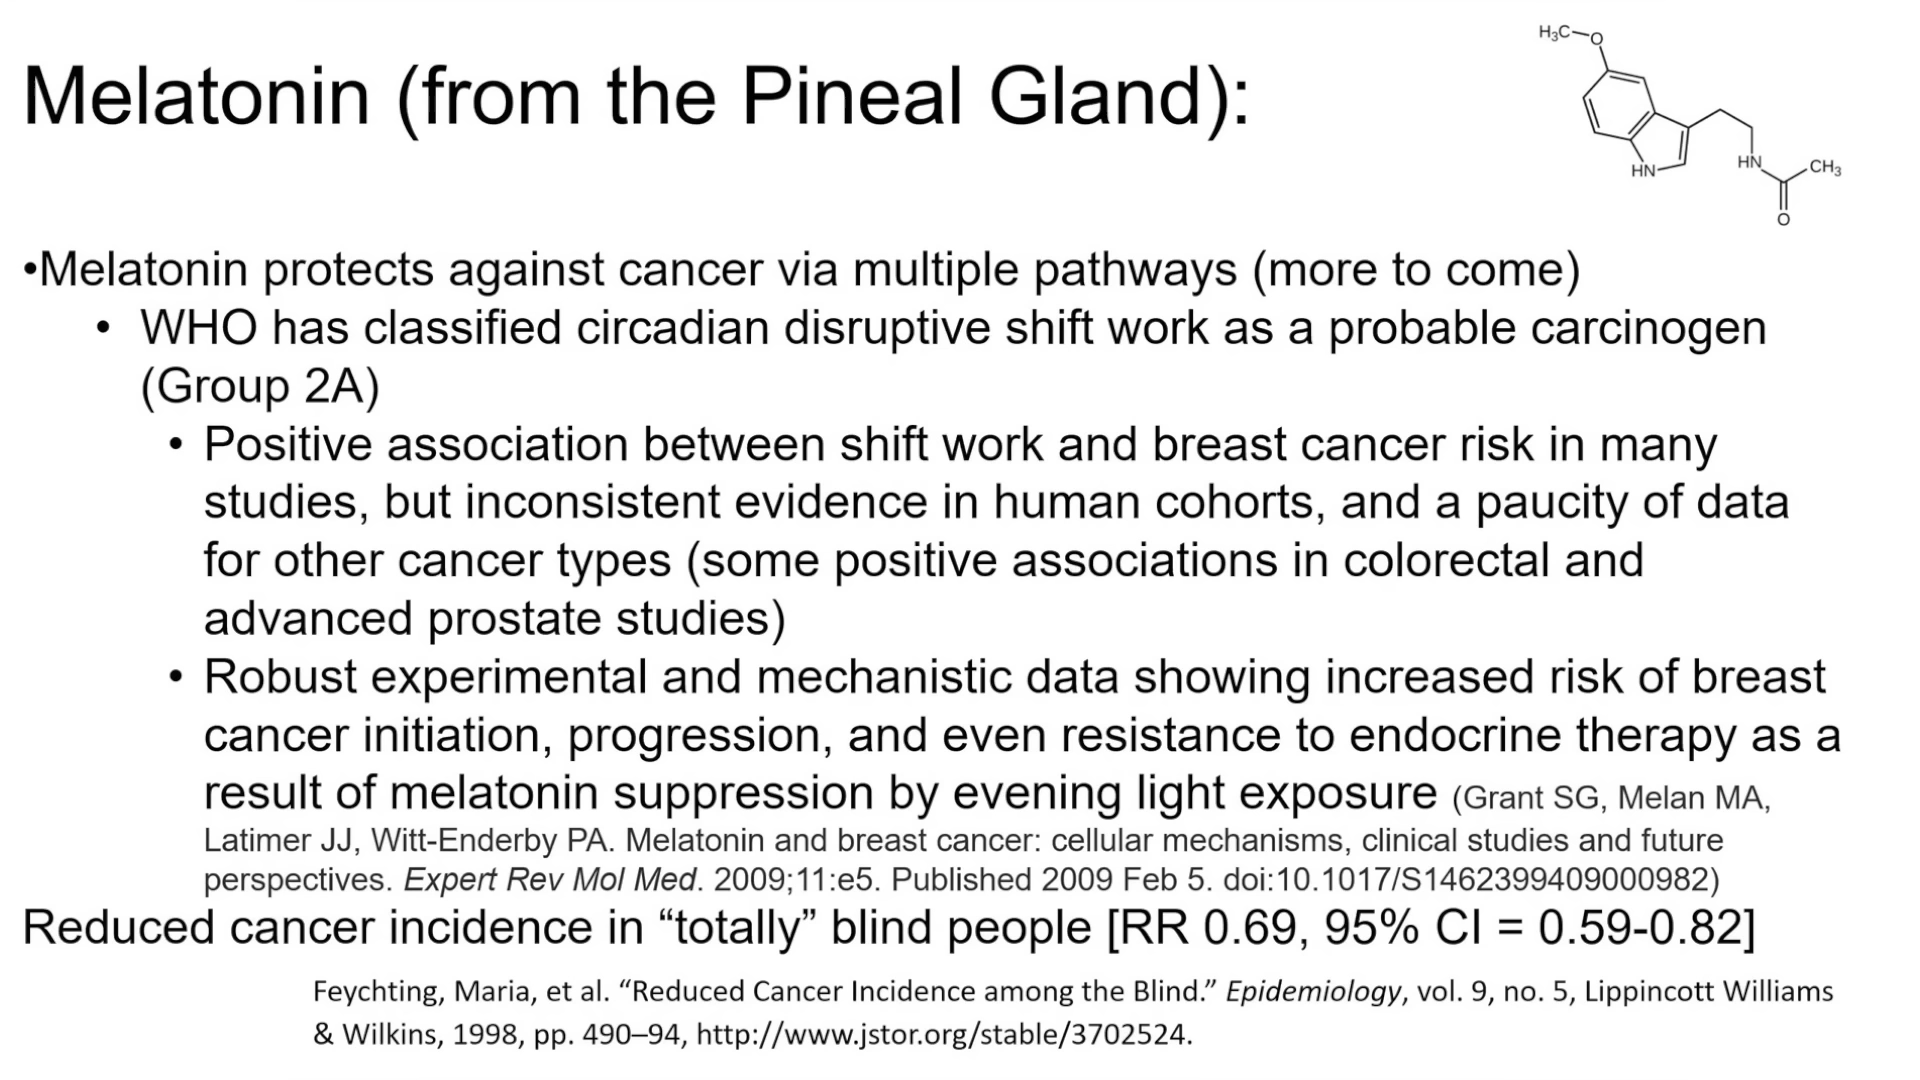 Melatonin (from the Pineal Gland):
H₃C
O
HN
HN
CH₃
O
•Melatonin protects against cancer via multiple pathways (more to come)
• WHO has classified circadian disruptive shift work as a probable carcinogen
(Group 2A)
• Positive association between shift work and breast cancer risk in many
studies, but inconsistent evidence in human cohorts, and a paucity of data
for other cancer types (some positive associations in colorectal and
advanced prostate studies)
• Robust experimental and mechanistic data showing increased risk of breast
cancer initiation, progression, and even resistance to endocrine therapy as a
result of melatonin suppression by evening light exposure (Grant SG, Melan MA,
Latimer JJ, Witt-Enderby PA. Melatonin and breast cancer: cellular mechanisms, clinical studies and future
perspectives. Expert Rev Mol Med. 2009;11:e5. Published 2009 Feb 5. doi:10.1017/S1462399409000982)
Reduced cancer incidence in “totally” blind people [RR 0.69, 95% CI = 0.59-0.82]
Feychting, Maria, et al. “Reduced Cancer Incidence among the Blind.” Epidemiology, vol. 9, no. 5, Lippincott Williams
& Wilkins, 1998, pp. 490–94, http://www.jstor.org/stable/3702524.